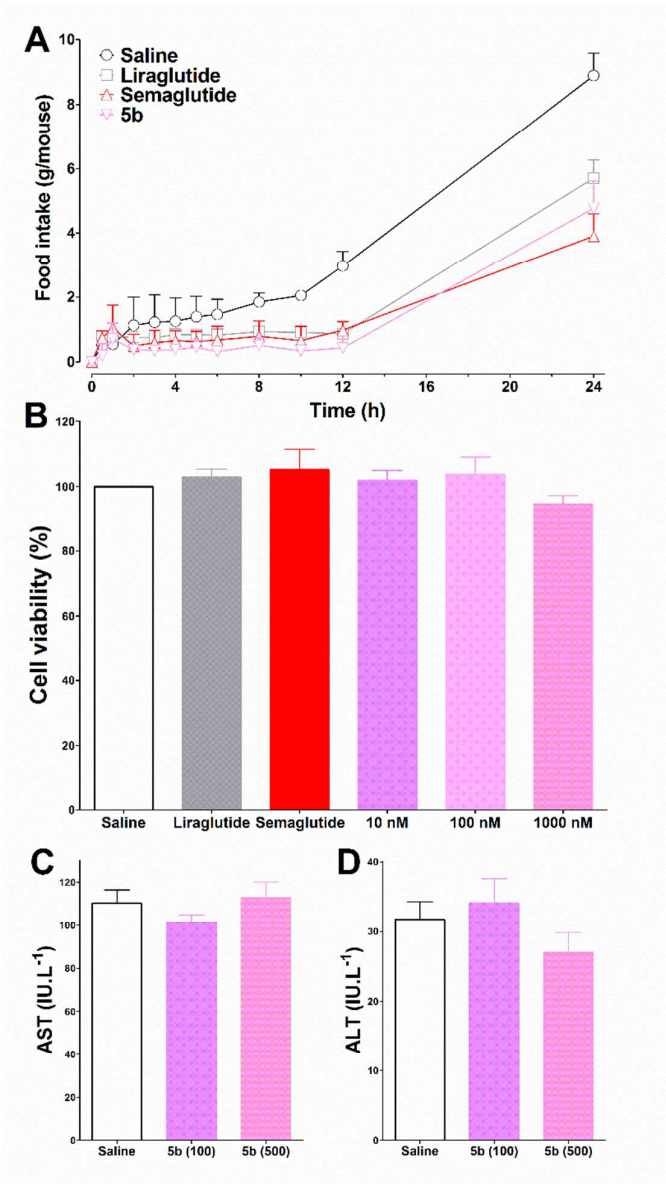 A
Food intake (g/mouse)
10
8
6
4
2
0
Saline
Liraglutide
Semaglutide
5b
0 4 8 12 16 20 24
Time (h)
B
Cell viability (%)
120
100
80
60
40
20
0
Saline Liraglutide Semaglutide 10 nM 100 nM 1000 nM
C
AST (IU.L-1)
120
100
80
60
40
20
0
Saline 5b (100) 5b (500)
D
ALT (IU.L-1)
40
30
20
10
0
Saline 5b (100) 5b (500)